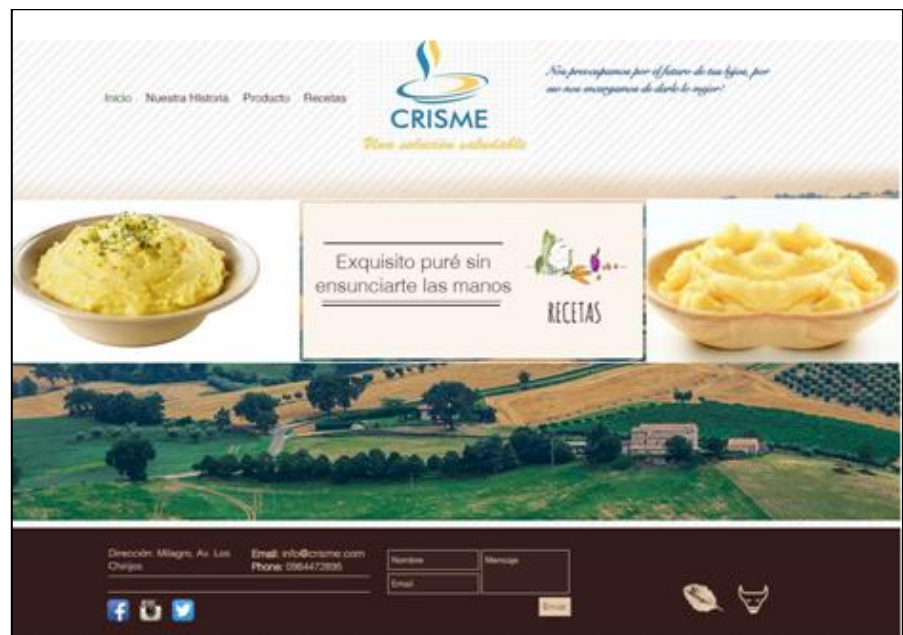 Inicio Nuestra Historia Producto Recetas
CRISME
Una solución saludable
Nos preocupamos por el futuro de tus hijos, por
eso nos encargamos de darle lo mejor!
Exquisito puré sin
ensunciarte las manos
RECETAS
Dirección: Milagro, Av. Los
Chirijos
Email: info@crisme.com
Phone: 0984472895
Nombre
Email
Mensaje
Enviar